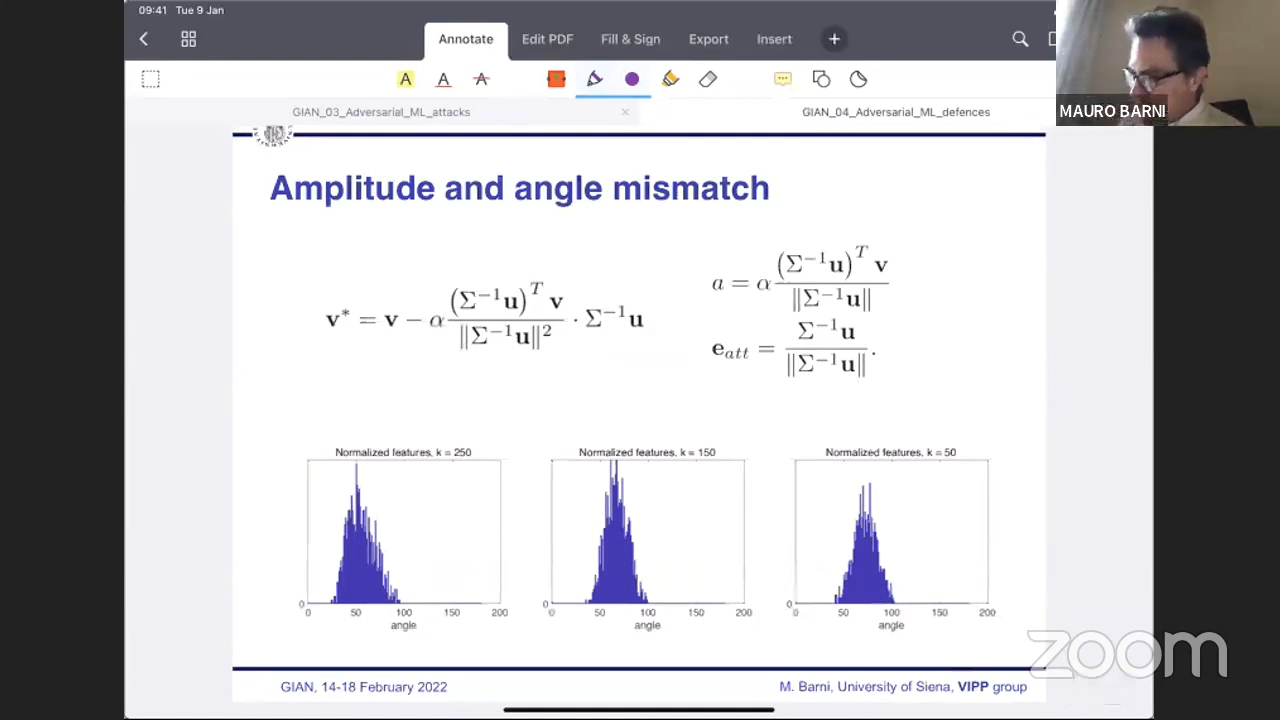 09:41 Tue 9 Jan
Annotate Edit PDF Fill & Sign Export Insert +
A A A
MAURO BARNI
GIAN_03_Adversarial_ML_attacks × GIAN_04_Adversarial_ML_defences
Amplitude and angle mismatch
v* = v − α (Σ⁻¹u)ᵀ v / ‖Σ⁻¹u‖² · Σ⁻¹u
a = α (Σ⁻¹u)ᵀ v / ‖Σ⁻¹u‖
e_att = Σ⁻¹u / ‖Σ⁻¹u‖ .
Normalized features, k = 250
0
0 50 100 150 200
angle
Normalized features, k = 150
0
0 50 100 150 200
angle
Normalized features, k = 50
0
0 50 100 150 200
angle
zoom
GIAN, 14-18 February 2022
M. Barni, University of Siena, VIPP group